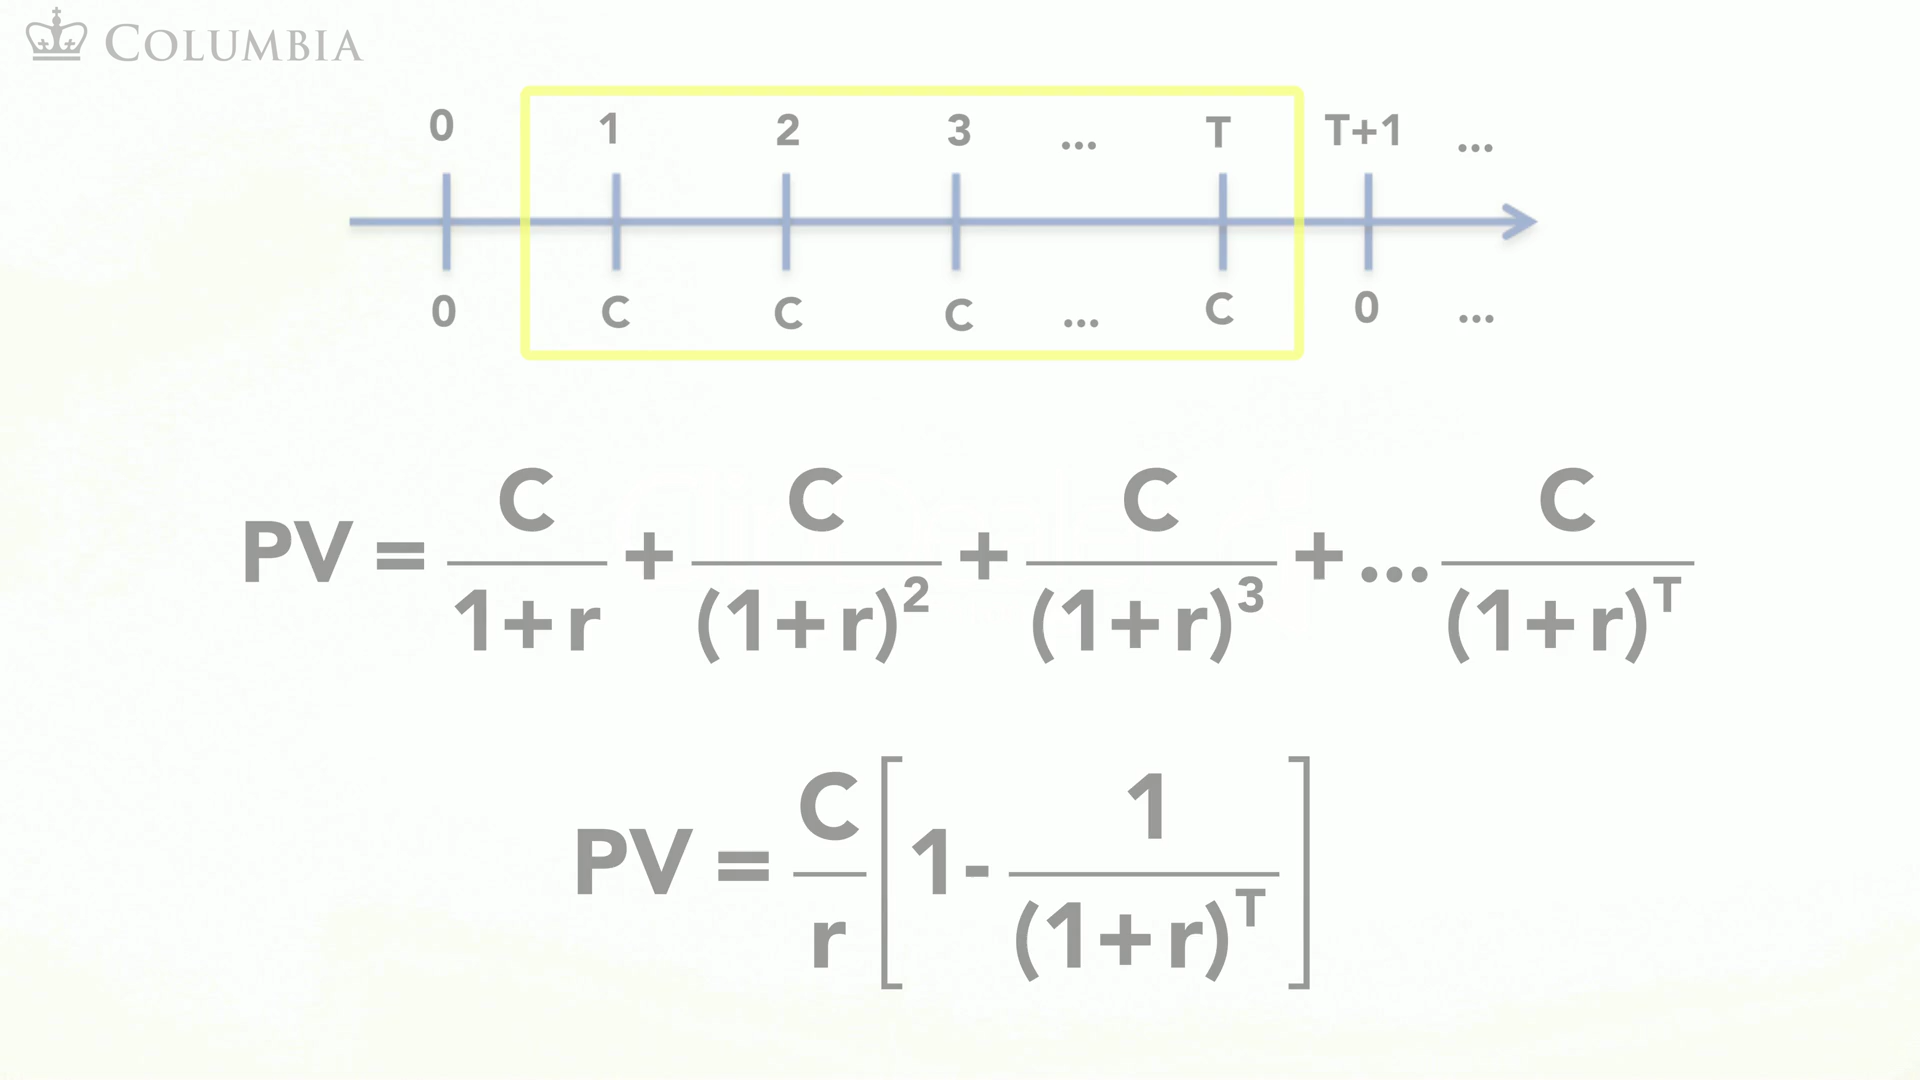 COLUMBIA
0 1 2 3 ... T T+1 ...
0 C C C ... C 0 ...
PV = C/(1+r) + C/(1+r)^2 + C/(1+r)^3 + ... C/(1+r)^T
PV = C/r [1- 1/(1+r)^T]